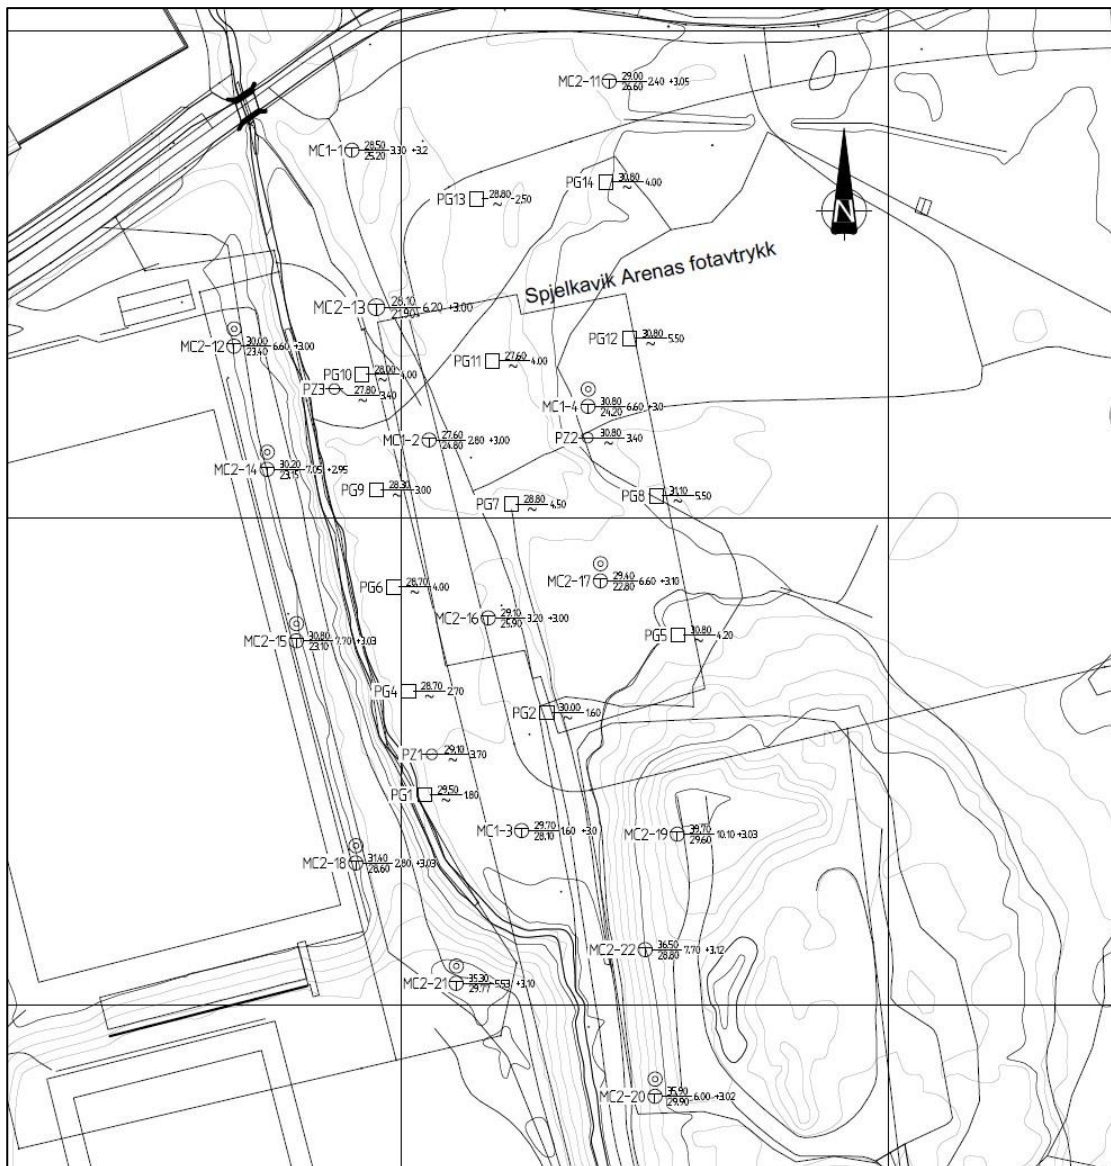 MC2-11 29.00 26.60 2.40 +3.05
MC1-1 28.50 25.20 3.30 +3.2
PG14 30.80 ~ 4.00
PG13 28.80 ~ 2.50
N
Spjelkavik Arenas fotavtrykk
MC2-13 28.10 21.90 6.20 +3.00
MC2-12 30.00 23.40 6.60 +3.00
PG12 30.80 ~ 5.50
PG11 27.60 ~ 4.00
PG10 28.00 ~ 4.00
PZ3 27.80 ~ 3.40
MC1-4 30.80 24.20 6.60 +3.0
MC1-2 27.60 24.80 2.80 +3.00
PZ2 30.80 ~ 3.40
MC2-14 30.20 23.15 7.05 +2.95
PG9 28.30 ~ 3.00
PG7 28.80 ~ 4.50
PG8 31.10 ~ 5.50
MC2-17 29.40 22.80 6.60 +3.10
PG6 28.70 ~ 4.00
MC2-16 29.10 25.90 3.20 +3.00
MC2-15 30.80 23.10 7.70 +3.03
PG5 30.80 ~ 4.20
PG4 28.70 ~ 2.70
PG2 30.00 ~ 1.60
PZ1 29.10 ~ 3.70
PG1 29.50 ~ 1.80
MC1-3 29.70 28.10 1.60 +3.0
MC2-19 39.70 29.60 10.10 +3.03
MC2-18 31.40 28.60 2.80 +3.03
MC2-22 36.50 28.80 7.70 +3.12
MC2-21 35.30 29.77 5.53 +3.10
MC2-20 35.90 29.90 6.00 +3.02